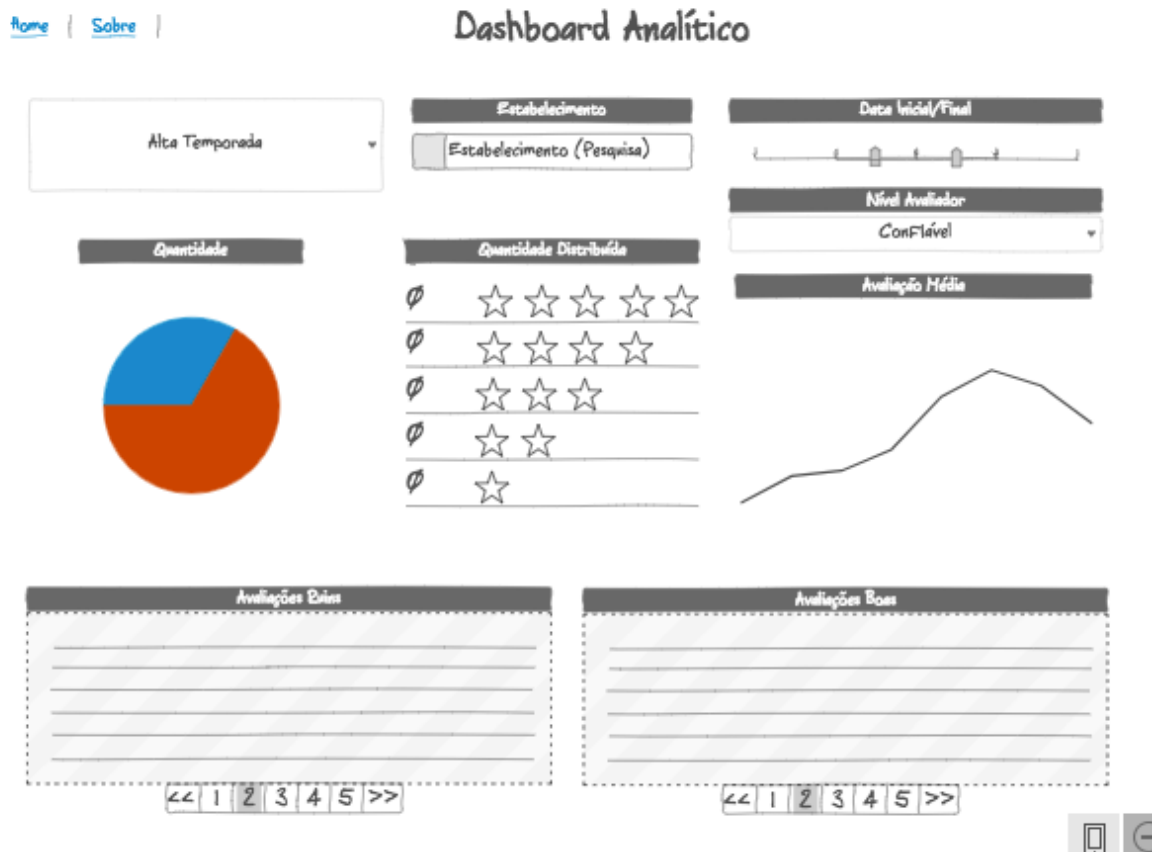 Home | Sobre |
Dashboard Analítico
Alta Temporada
Estabelecimento
Estabelecimento (Pesquisa)
Data Inicial/Final
Nível Avaliador
Confiável
Quantidade
Quantidade Distribuída
Avaliação Média
Ø
Ø
Ø
Ø
Ø
Avaliações Ruins
Avaliações Boas
<< 1 2 3 4 5 >>
<< 1 2 3 4 5 >>